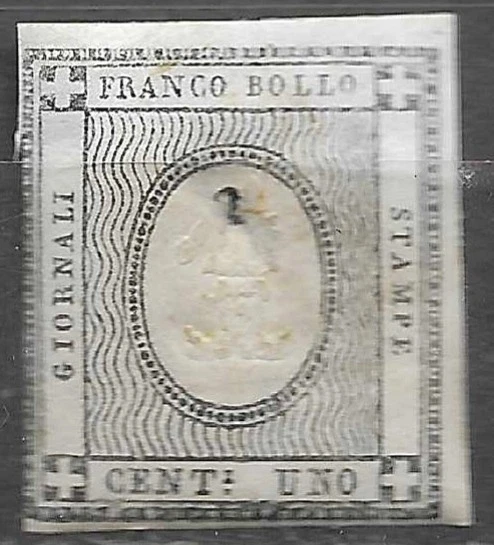 FRANCO BOLLO
GIORNALI
STAMPE
CENT: UNO